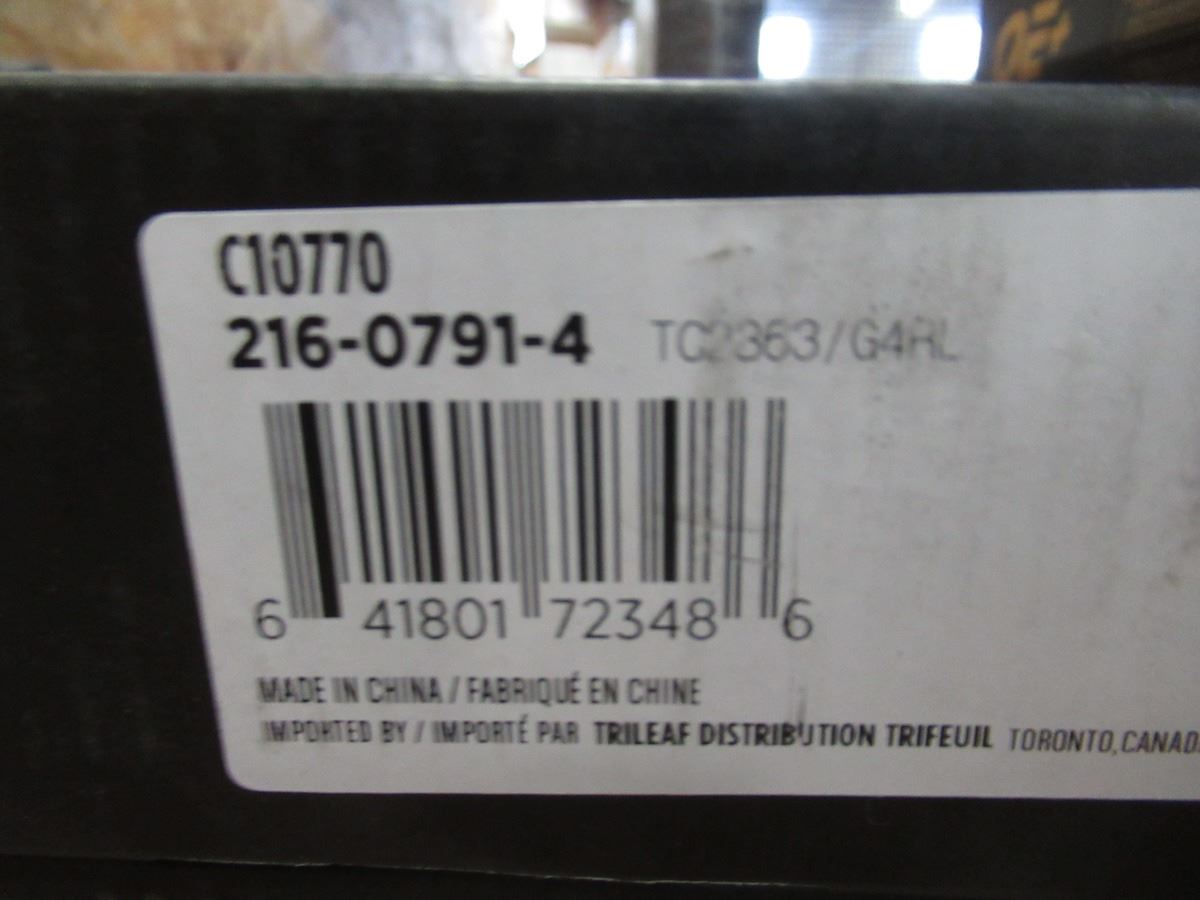 C10770
216-0791-4 TC2363/G4RL
6 41801 72348 6
MADE IN CHINA / FABRIQUÉ EN CHINE
IMPORTED BY / IMPORTÉ PAR TRILEAF DISTRIBUTION TRIFEUIL TORONTO, CANAD